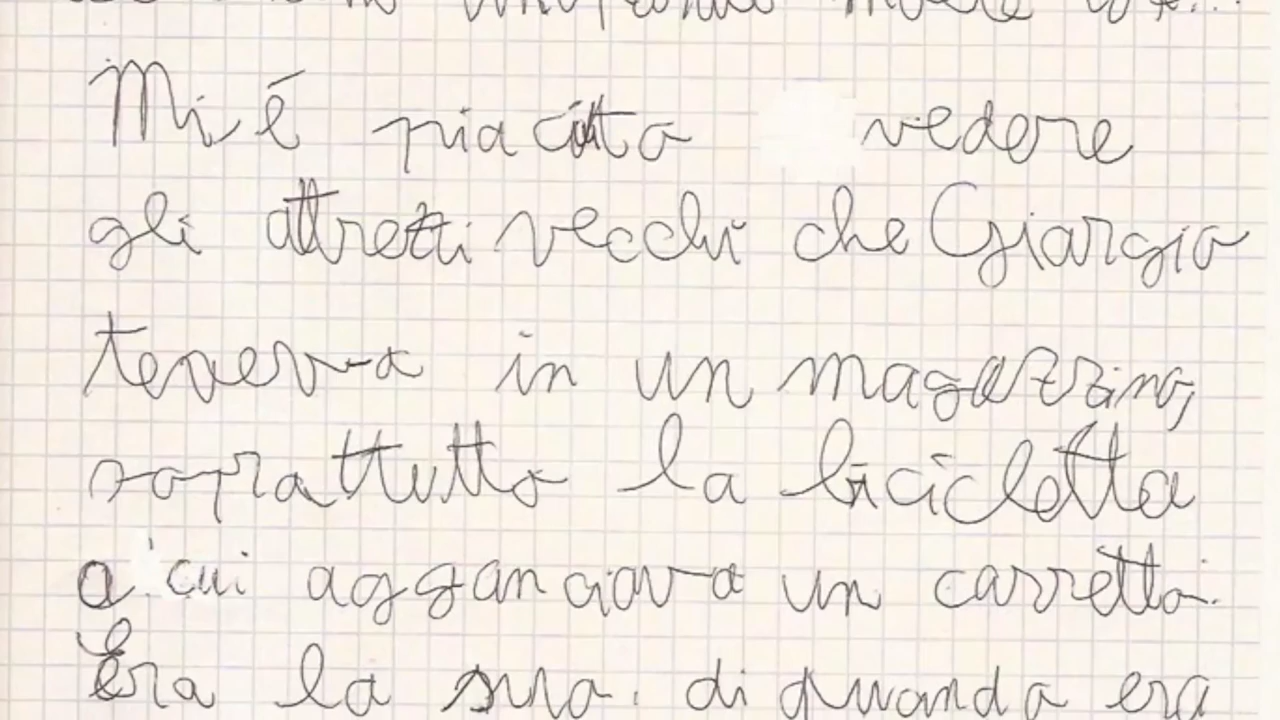 Mi é piaciuto vedere
gli attrezzi vecchi che Giorgio
teneva in un magazzino,
soprattutto la bicicletta
a cui agganciava un carretto.
Era la sua. di quando era